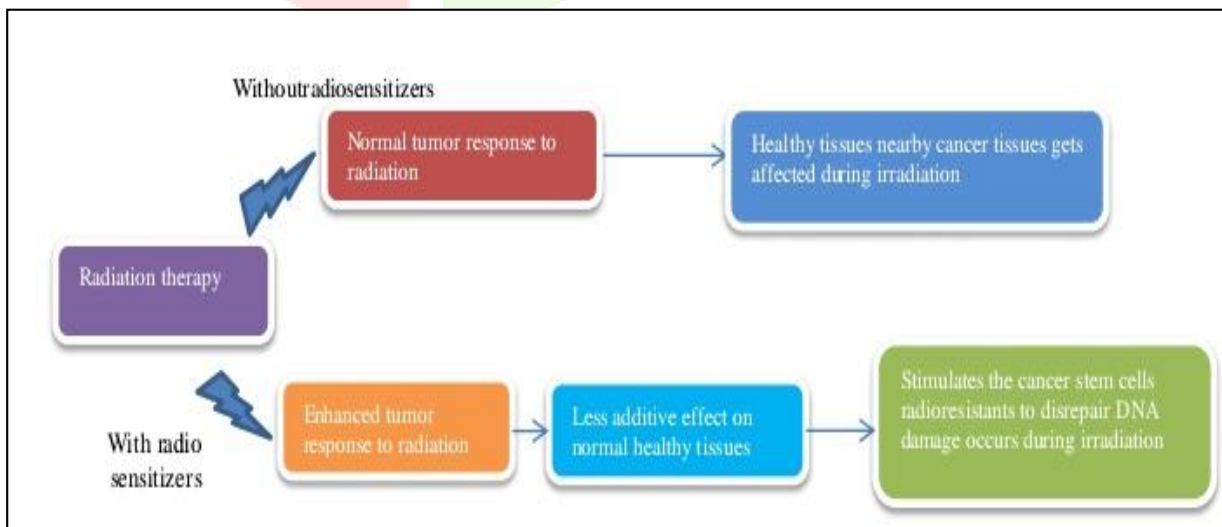 Withoutradiosensitizers
Normal tumor response to
radiation
Healthy tissues nearby cancer tissues gets
affected during irradiation
Radiation therapy
With radio
sensitizers
Enhanced tumor
response to radiation
Less additive effect on
normal healthy tissues
Stimulates the cancer stem cells
radioresistants to disrepair DNA
damage occurs during irradiation